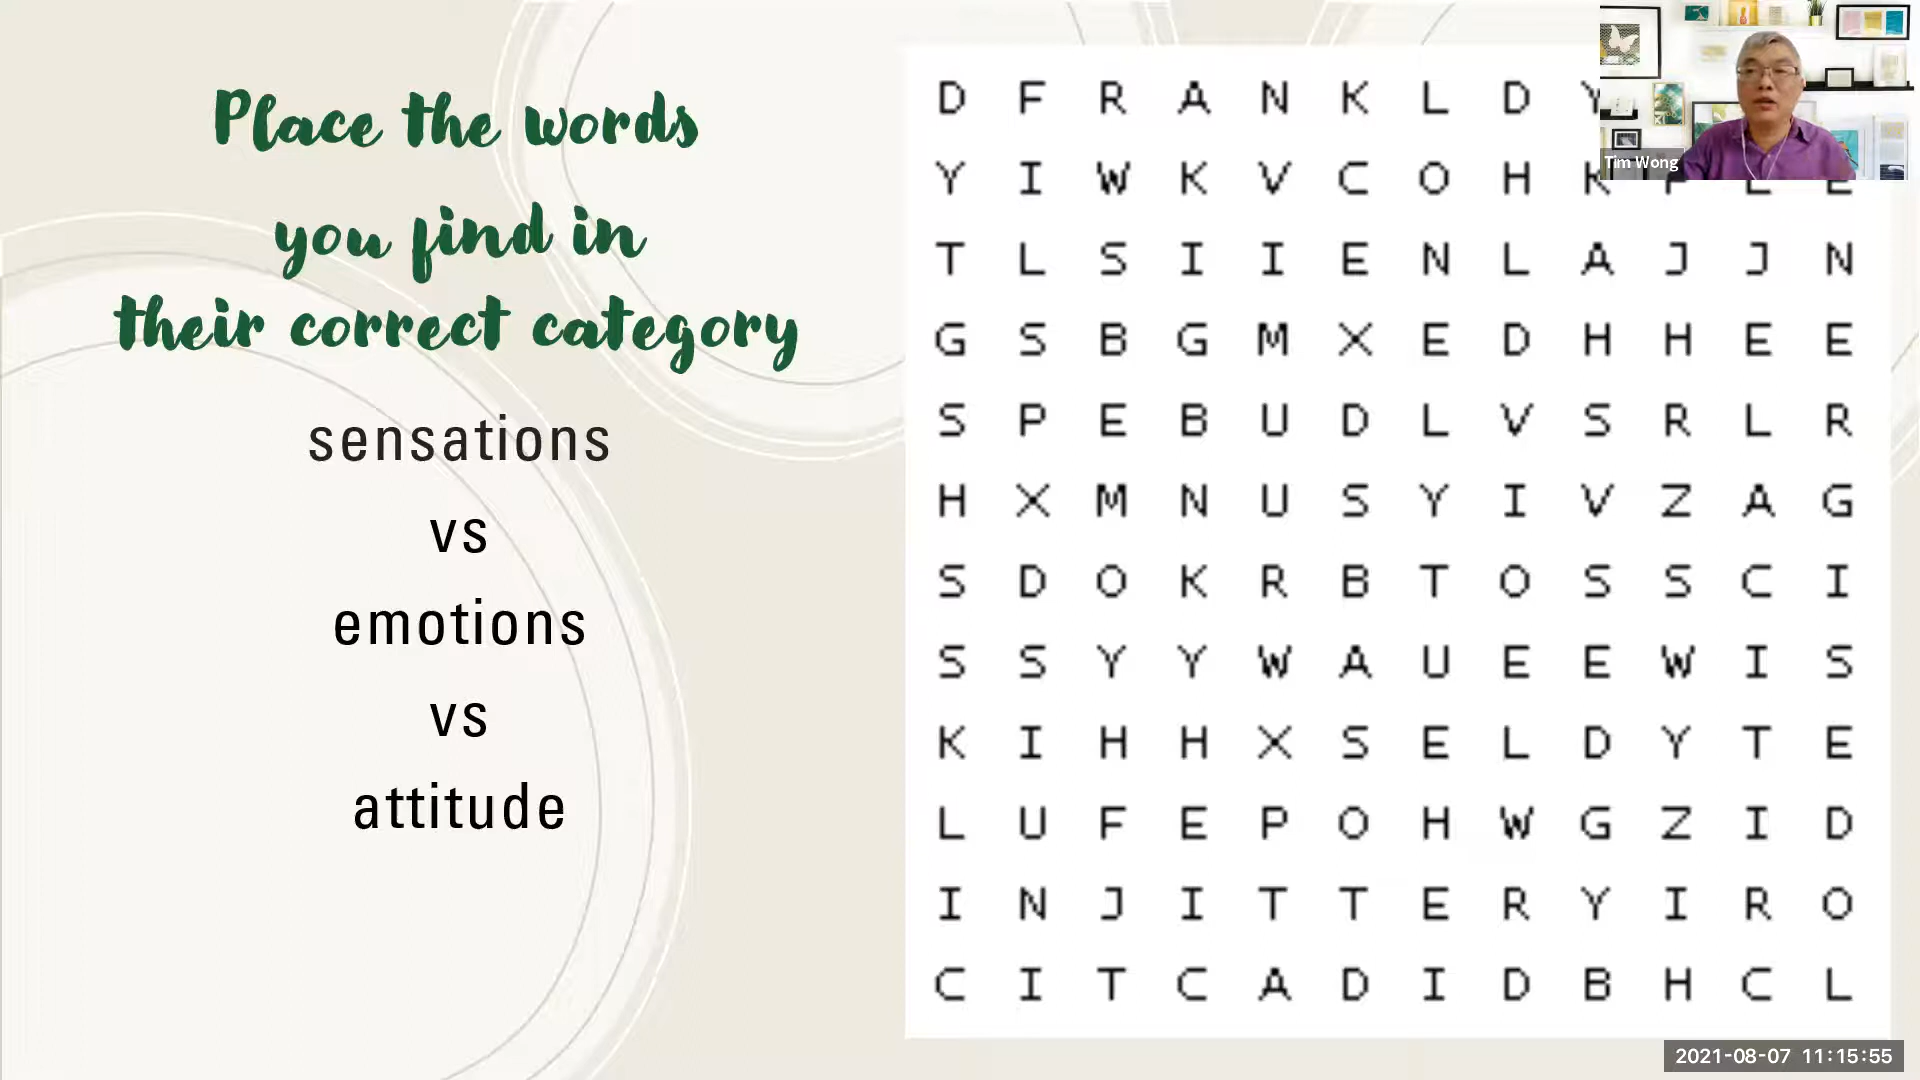 Place the words
you find in
their correct category
sensations
vs
emotions
vs
attitude
D F R A N K L D Y
Y I W K V C O H K F L E
T L S I I E N L A J J N
G S B G M X E D H H E E
S P E B U D L V S R L R
H X M N U S Y I V Z A G
S D O K R B T O S S C I
S S Y Y W A U E E W I S
K I H H X S E L D Y T E
L U F E P O H W G Z I D
I N J I T T E R Y I R O
C I T C A D I D B H C L
Tim Wong
2021-08-07 11:15:55